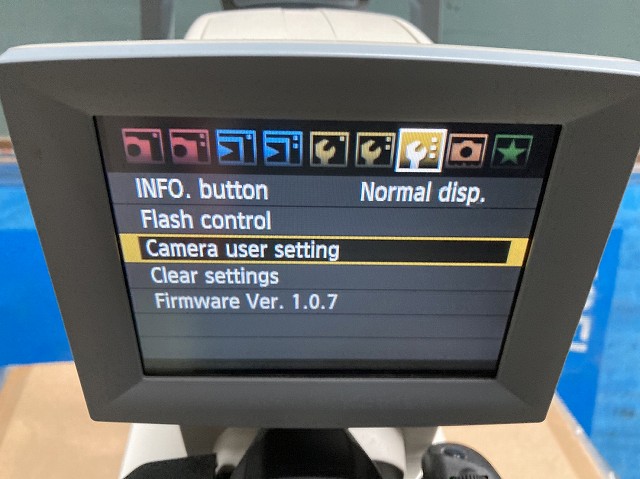 INFO. button Normal disp.
Flash control
Camera user setting
Clear settings
Firmware Ver. 1.0.7